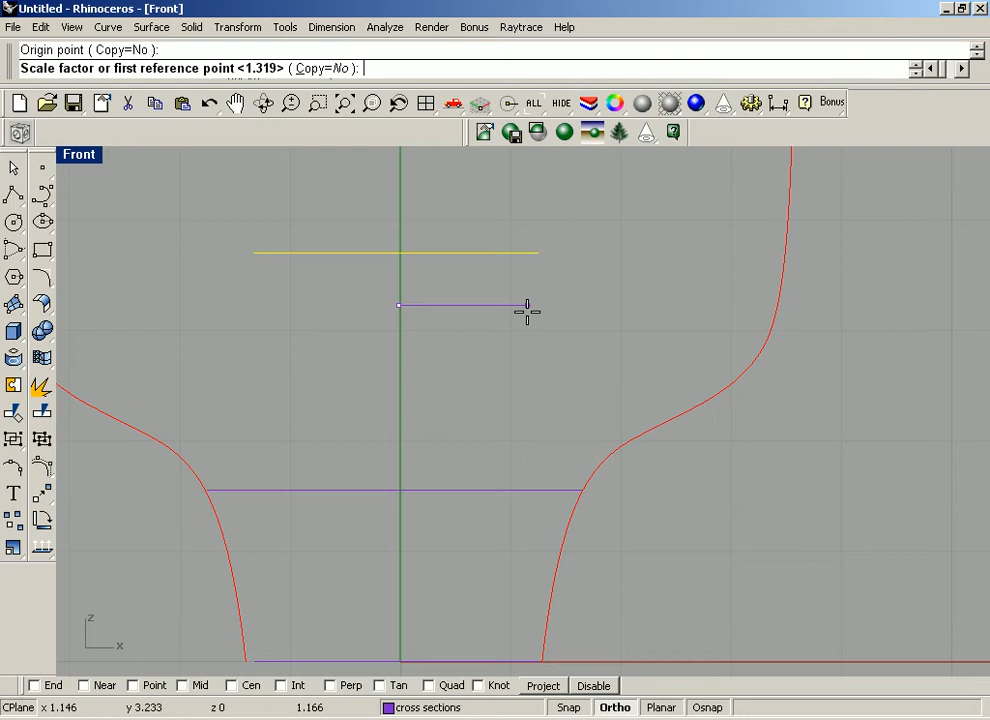 Untitled - Rhinoceros - [Front]
File Edit View Curve Surface Solid Transform Tools Dimension Analyze Render Bonus Raytrace Help
Origin point ( Copy=No ):
Scale factor or first reference point <1.319> ( Copy=No ):
ALL HIDE Bonus
Front
T
z
x
End Near Point Mid Cen Int Perp Tan Quad Knot Project Disable
CPlane x 1.146 y 3.233 z 0 1.166 cross sections Snap Ortho Planar Osnap